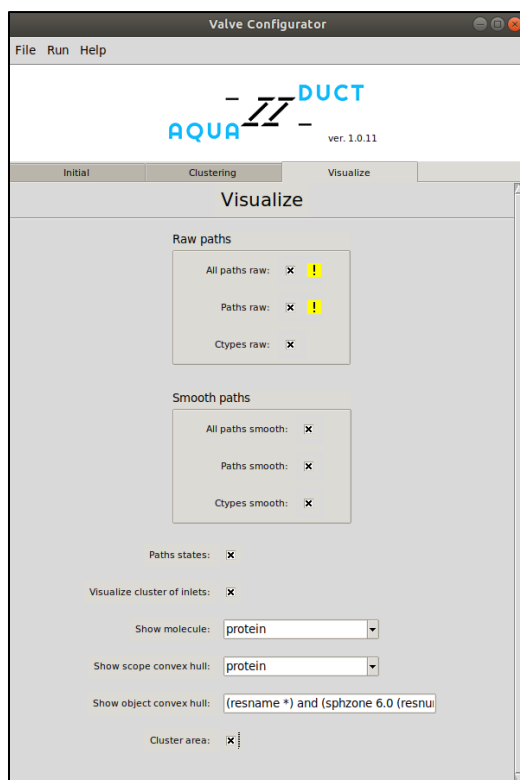 Valve Configurator
File Run Help
DUCT
AQUA
ver. 1.0.11
Initial Clustering Visualize
Visualize
Raw paths
All paths raw: !
Paths raw: !
Ctypes raw:
Smooth paths
All paths smooth:
Paths smooth:
Ctypes smooth:
Paths states:
Visualize cluster of inlets:
Show molecule: protein
Show scope convex hull: protein
Show object convex hull: (resname *) and (sphzone 6.0 (resnu
Cluster area: